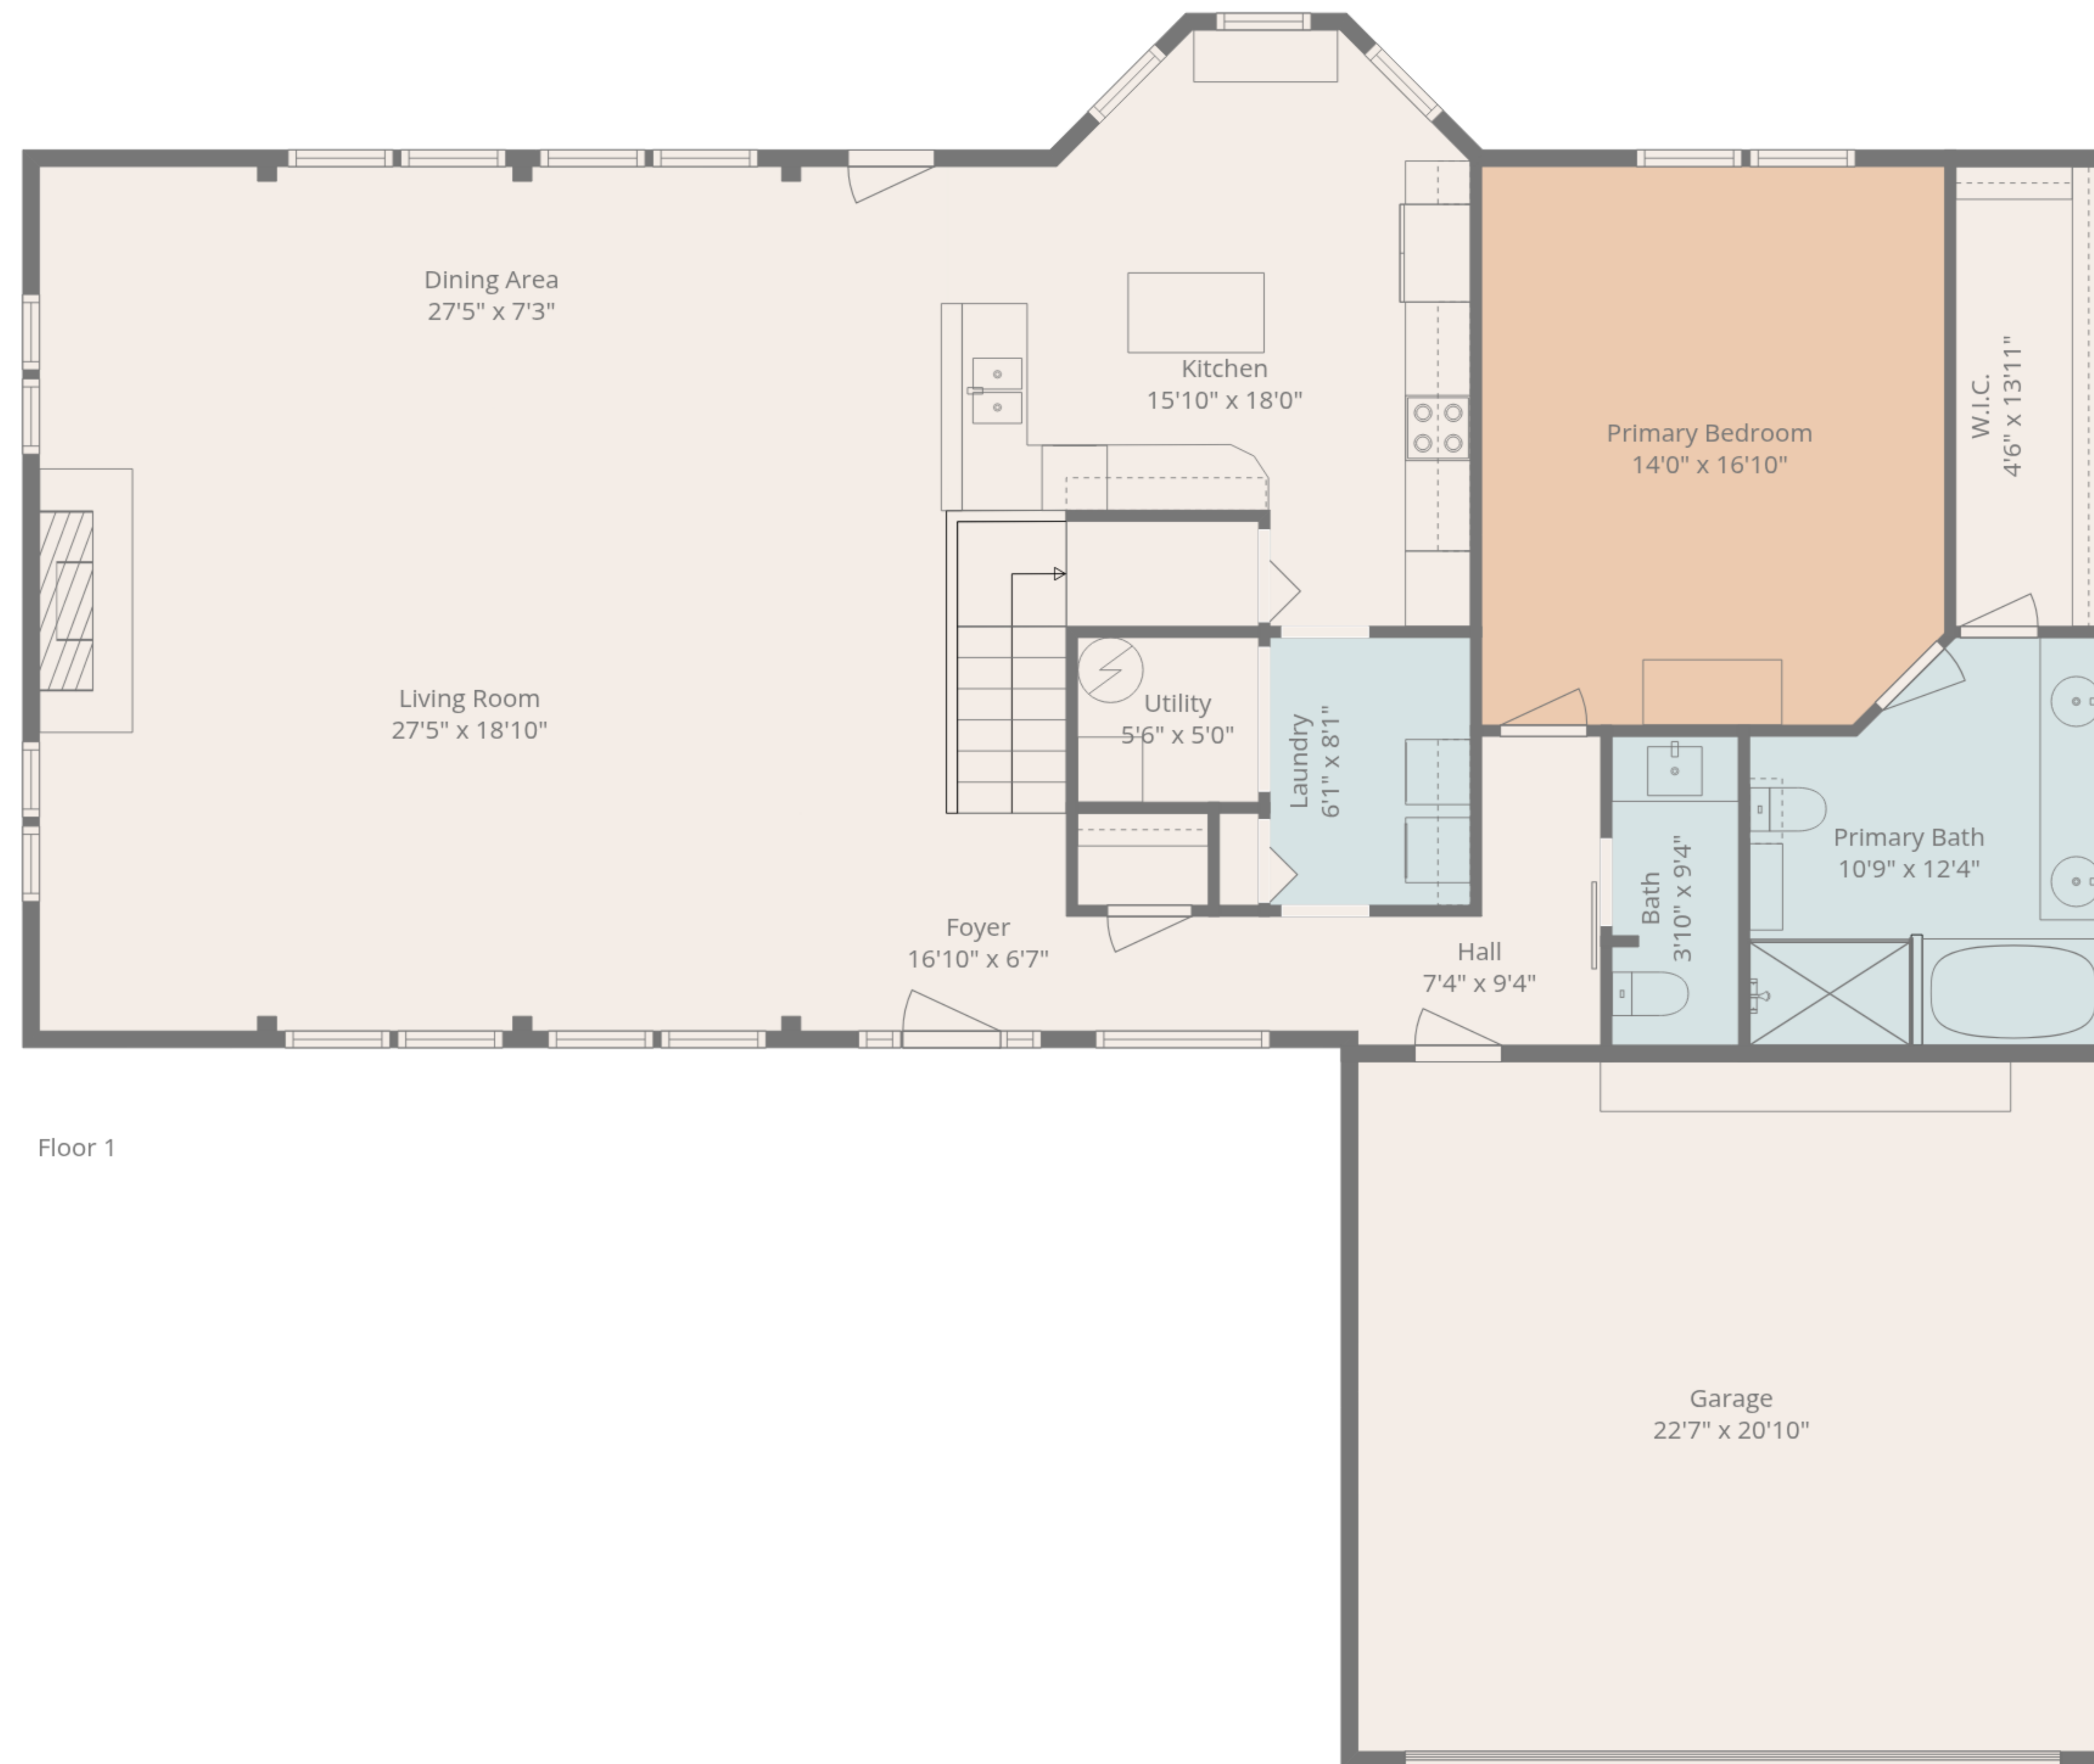 Dining Area
27'5" x 7'3"
Kitchen
15'10" x 18'0"
Primary Bedroom
14'0" x 16'10"
W.I.C.
4'6" x 13'11"
Living Room
27'5" x 18'10"
Utility
5'6" x 5'0"
Laundry
6'1" x 8'1"
Primary Bath
10'9" x 12'4"
Bath
3'10" x 9'4"
Foyer
16'10" x 6'7"
Hall
7'4" x 9'4"
Floor 1
Garage
22'7" x 20'10"